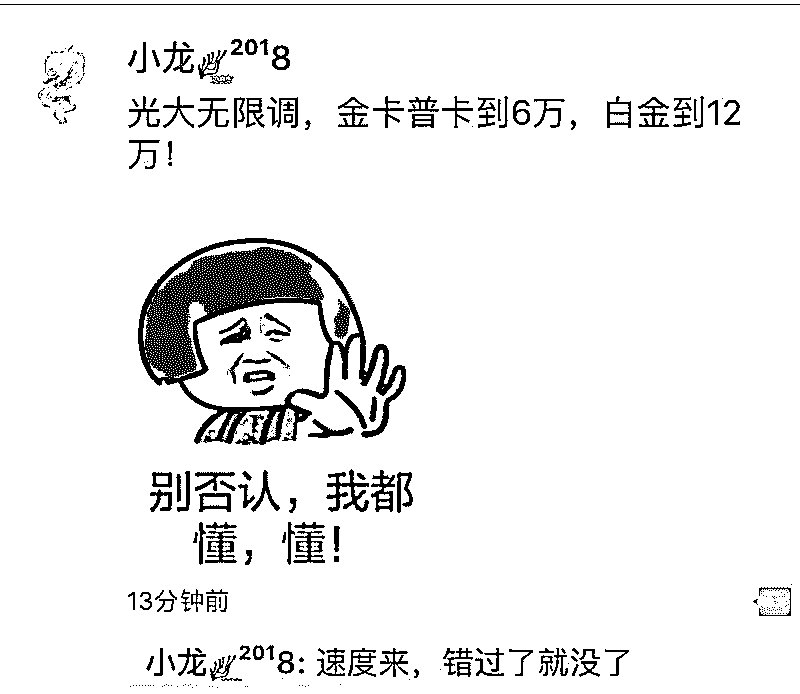 小龙²⁰¹8
光大无限调，金卡普卡到6万，白金到12
万！
别否认，我都
懂，懂！
13分钟前
小龙²⁰¹8: 速度来，错过了就没了